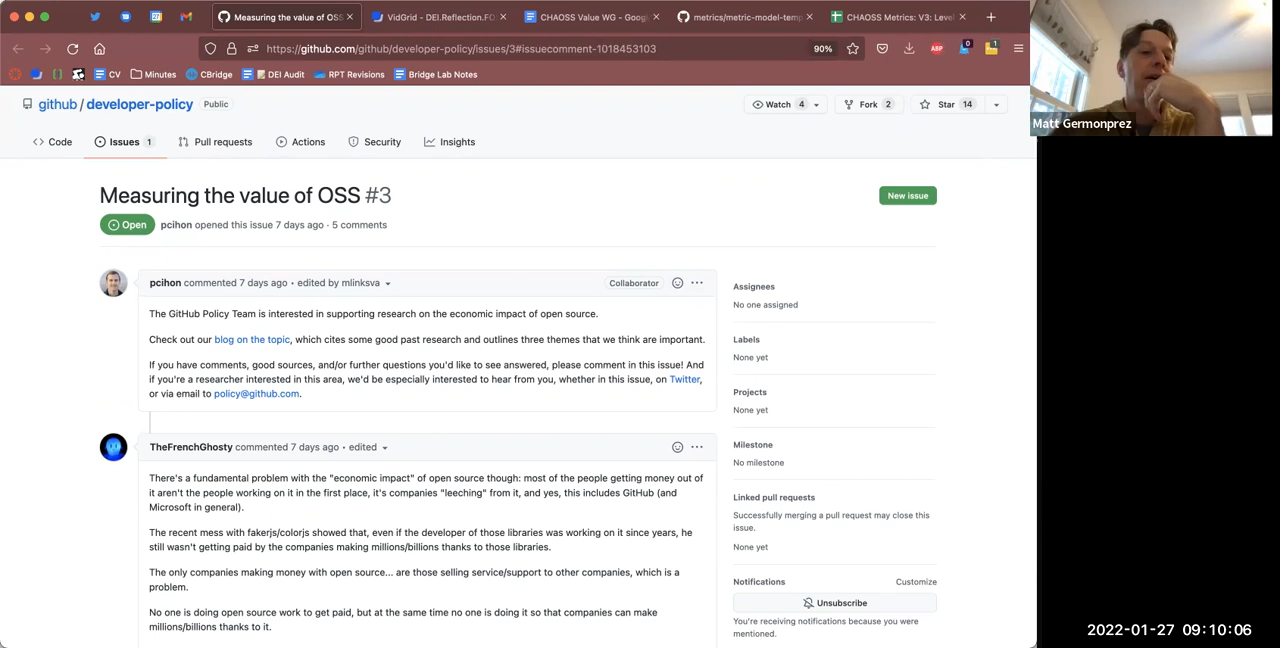 Measuring the value of OSS
VidGrid - DEI.Reflection.FO
CHAOSS Value WG - Goog
metrics/metric-model-temp
CHAOSS Metrics: V3: Level
https://github.com/github/developer-policy/issues/3#issuecomment-1018453103
90%
ABP
0
1
CV
Minutes
CBridge
DEI Audit
RPT Revisions
Bridge Lab Notes
Matt Germonprez
github / developer-policy Public
Watch 4
Fork 2
Star 14
Code
Issues 1
Pull requests
Actions
Security
Insights
Measuring the value of OSS #3
New issue
Open
pcihon opened this issue 7 days ago · 5 comments
pcihon commented 7 days ago • edited by mlinksva
Collaborator
The GitHub Policy Team is interested in supporting research on the economic impact of open source.
Check out our blog on the topic, which cites some good past research and outlines three themes that we think are important.
If you have comments, good sources, and/or further questions you'd like to see answered, please comment in this issue! And
if you're a researcher interested in this area, we'd be especially interested to hear from you, whether in this issue, on Twitter,
or via email to policy@github.com.
TheFrenchGhosty commented 7 days ago • edited
There's a fundamental problem with the "economic impact" of open source though: most of the people getting money out of
it aren't the people working on it in the first place, it's companies "leeching" from it, and yes, this includes GitHub (and
Microsoft in general).
The recent mess with fakerjs/colorjs showed that, even if the developer of those libraries was working on it since years, he
still wasn't getting paid by the companies making millions/billions thanks to those libraries.
The only companies making money with open source... are those selling service/support to other companies, which is a
problem.
No one is doing open source work to get paid, but at the same time no one is doing it so that companies can make
millions/billions thanks to it.
Assignees
No one assigned
Labels
None yet
Projects
None yet
Milestone
No milestone
Linked pull requests
Successfully merging a pull request may close this
issue.
None yet
Notifications
Customize
Unsubscribe
You're receiving notifications because you were
mentioned.
2022-01-27 09:10:06